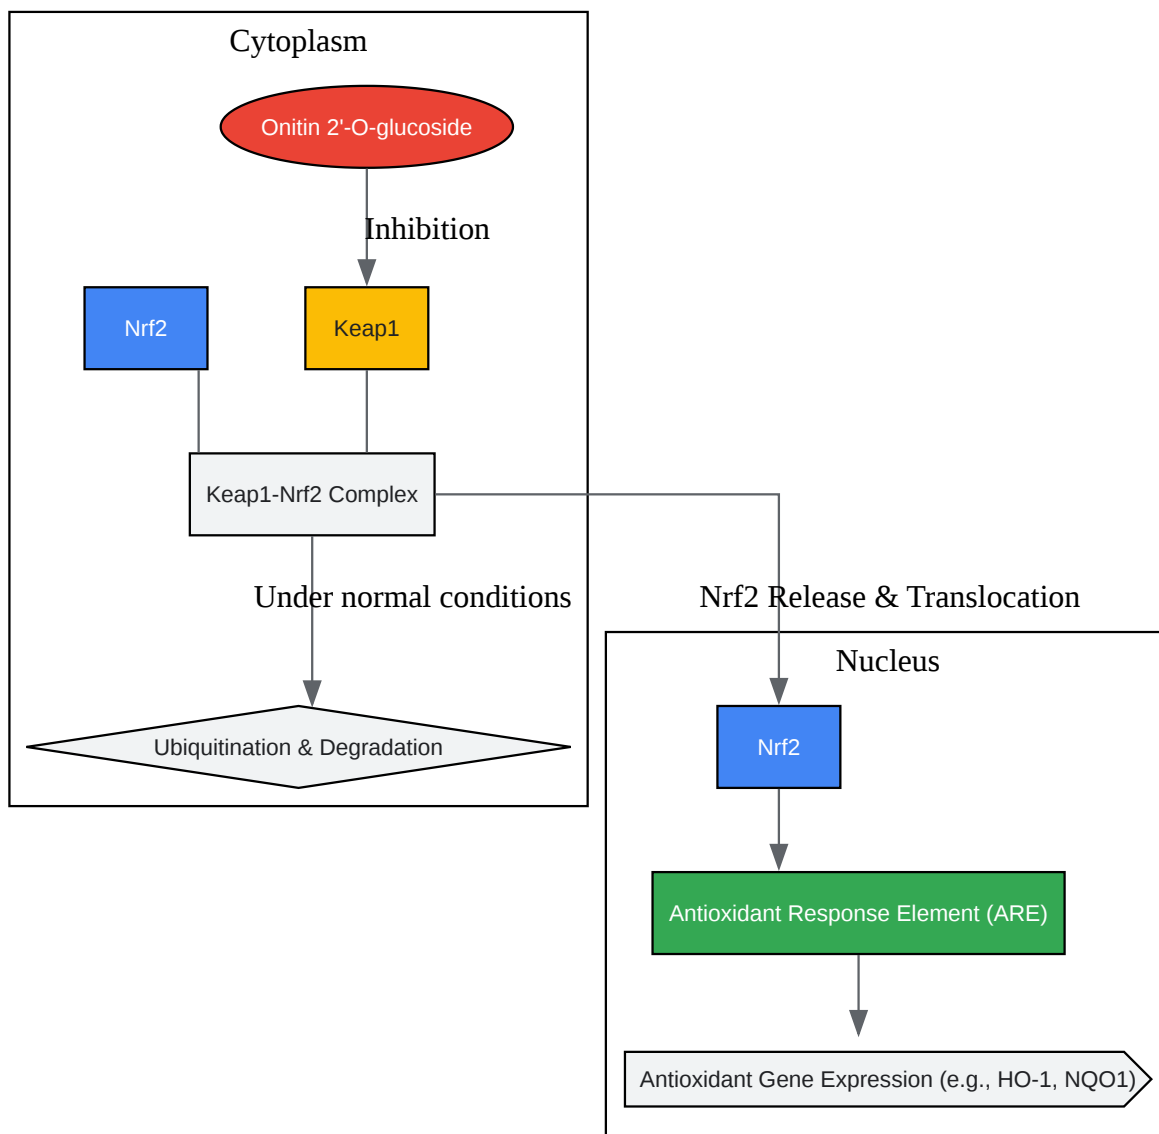 Cytoplasm
Onitin 2'-O-glucoside
Inhibition
Nrf2
Keap1
Keap1-Nrf2 Complex
Under normal conditions
Nrf2 Release & Translocation
Nucleus
Ubiquitination & Degradation
Nrf2
Antioxidant Response Element (ARE)
Antioxidant Gene Expression (e.g., HO-1, NQO1)